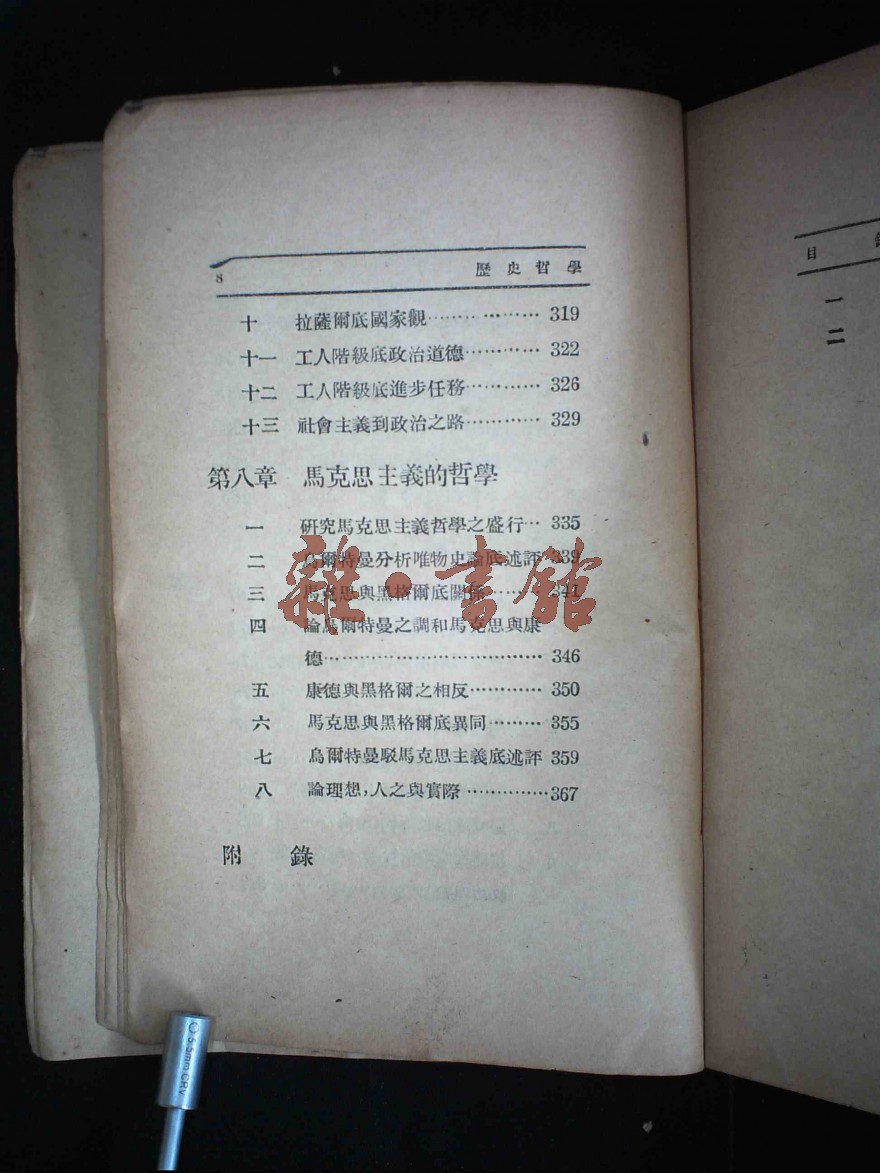 8 歷史哲學
十 拉薩爾底國家觀⋯⋯⋯ ⋯⋯⋯ 319
十一 工人階級底政治道德⋯⋯⋯⋯ 322
十二 工人階級底進步任務⋯⋯⋯⋯ 326
十三 社會主義到政治之路⋯⋯⋯⋯ 329
第八章 馬克思主義的哲學
一 研究馬克思主義哲學之盛行⋯ 335
二 烏爾特曼分析唯物史論底述評 339
三 馬克思與黑格爾底關係⋯⋯⋯ 341
四 論烏爾特曼之調和馬克思與康
德⋯⋯⋯⋯⋯⋯⋯⋯⋯⋯⋯ 346
五 康德與黑格爾之相反⋯⋯⋯⋯ 350
六 馬克思與黑格爾底異同⋯⋯⋯ 355
七 烏爾特曼駁馬克思主義底述評 359
八 論理想,人之與實際⋯⋯⋯⋯⋯367
附錄
雜·書館
目
一
二
5.5mm CRV